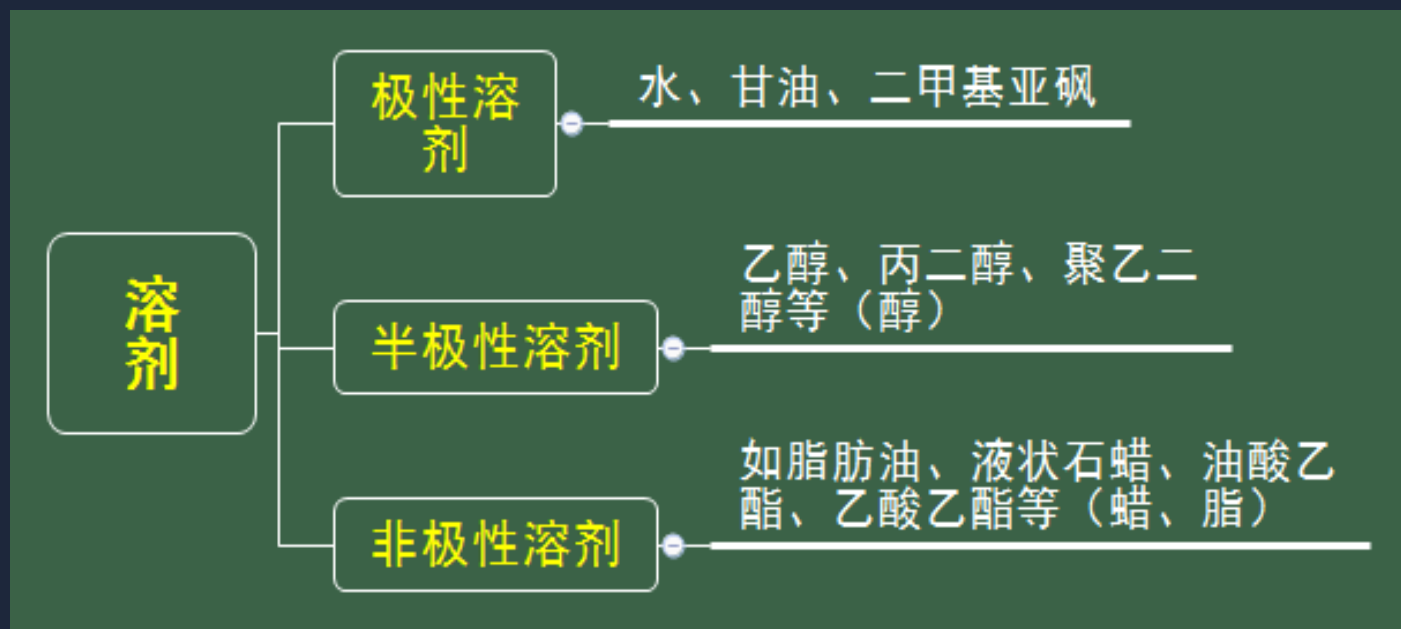 溶
剂
极性溶
剂
水、甘油、二甲基亚砜
半极性溶剂
乙醇、丙二醇、聚乙二
醇等（醇）
非极性溶剂
如脂肪油、液状石蜡、油酸乙
酯、乙酸乙酯等（蜡、脂）